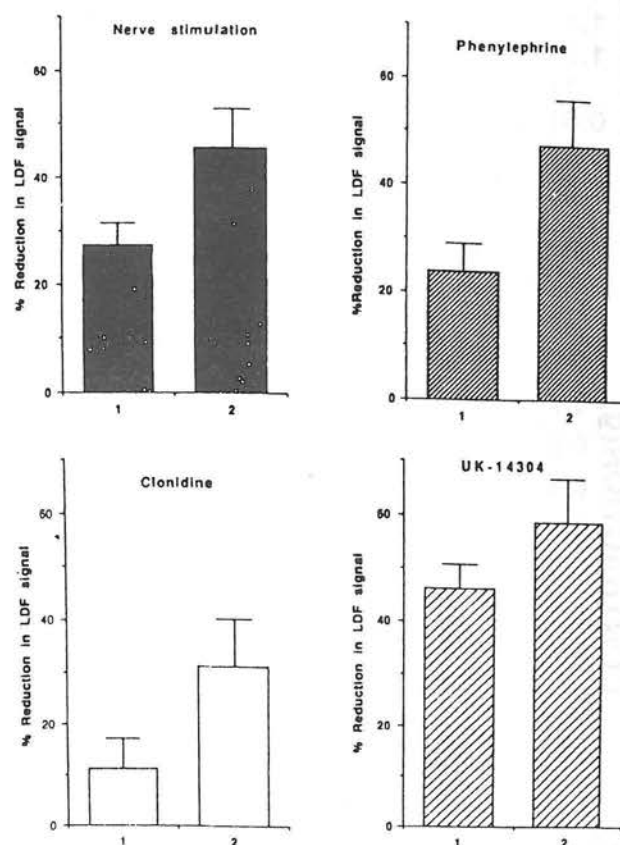 Nerve stimulation
% Reduction in LDF signal
60
40
20
0
1 2
Phenylephrine
%Reduction in LDF signal
60
40
20
0
1 2
Clonidine
% Reduction in LDF signal
60
40
20
0
1 2
UK-14304
% Reduction in LDF signal
60
40
20
0
1 2